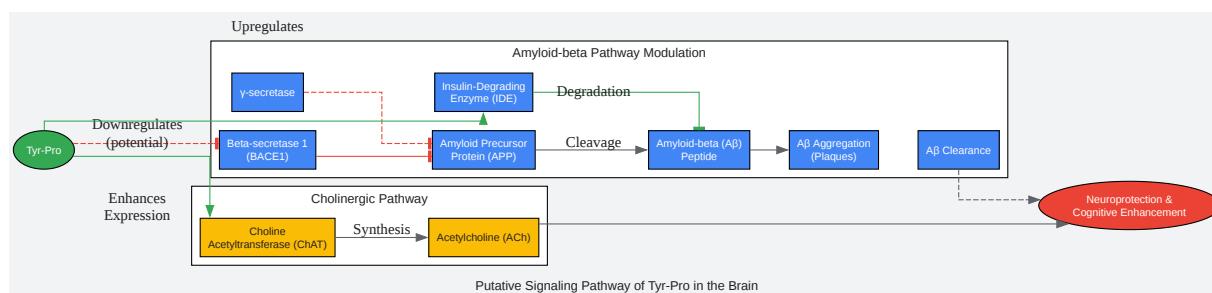 Upregulates
Amyloid-beta Pathway Modulation
γ-secretase
Insulin-Degrading
Enzyme (IDE)
Degradation
Tyr-Pro
Downregulates
(potential)
Beta-secretase 1
(BACE1)
Amyloid Precursor
Protein (APP)
Cleavage
Amyloid-beta (Aβ)
Peptide
Aβ Aggregation
(Plaques)
Aβ Clearance
Enhances
Expression
Cholinergic Pathway
Choline
Acetyltransferase (ChAT)
Synthesis
Acetylcholine (ACh)
Neuroprotection &
Cognitive Enhancement
Putative Signaling Pathway of Tyr-Pro in the Brain